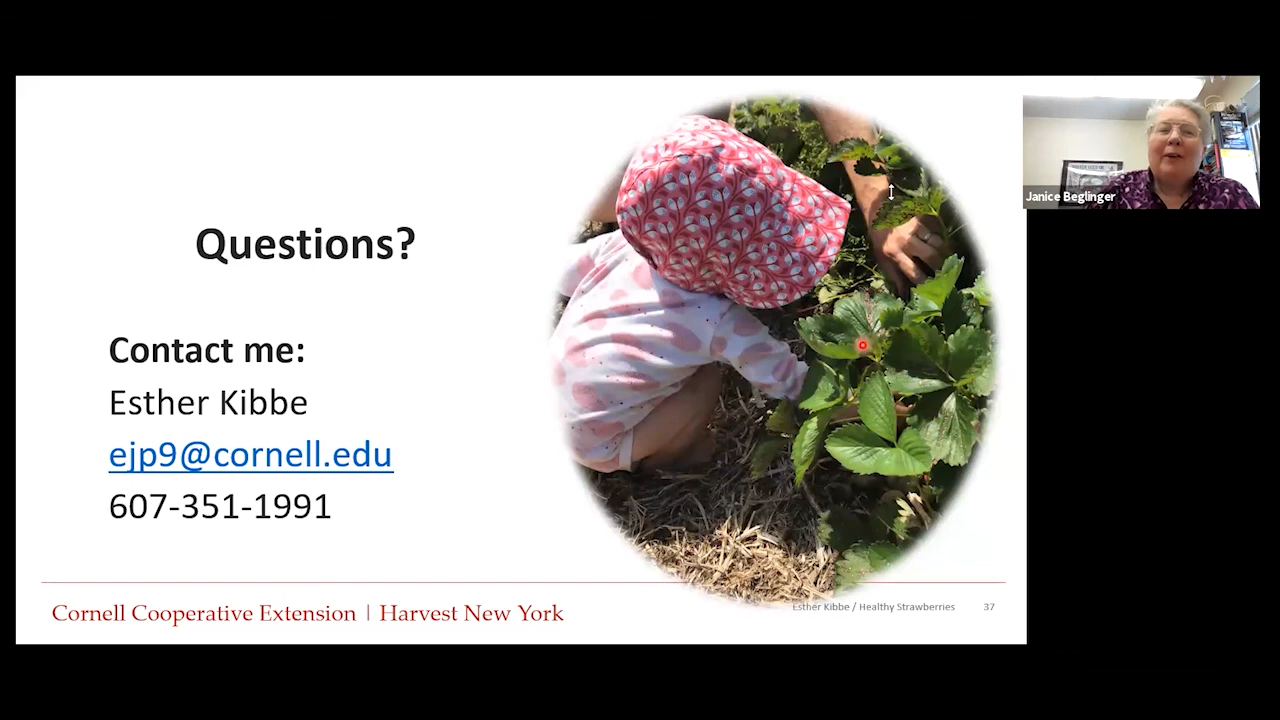 Questions?
Contact me:
Esther Kibbe
ejp9@cornell.edu
607-351-1991
Cornell Cooperative Extension | Harvest New York
Esther Kibbe / Healthy Strawberries
37
Janice Beglinger